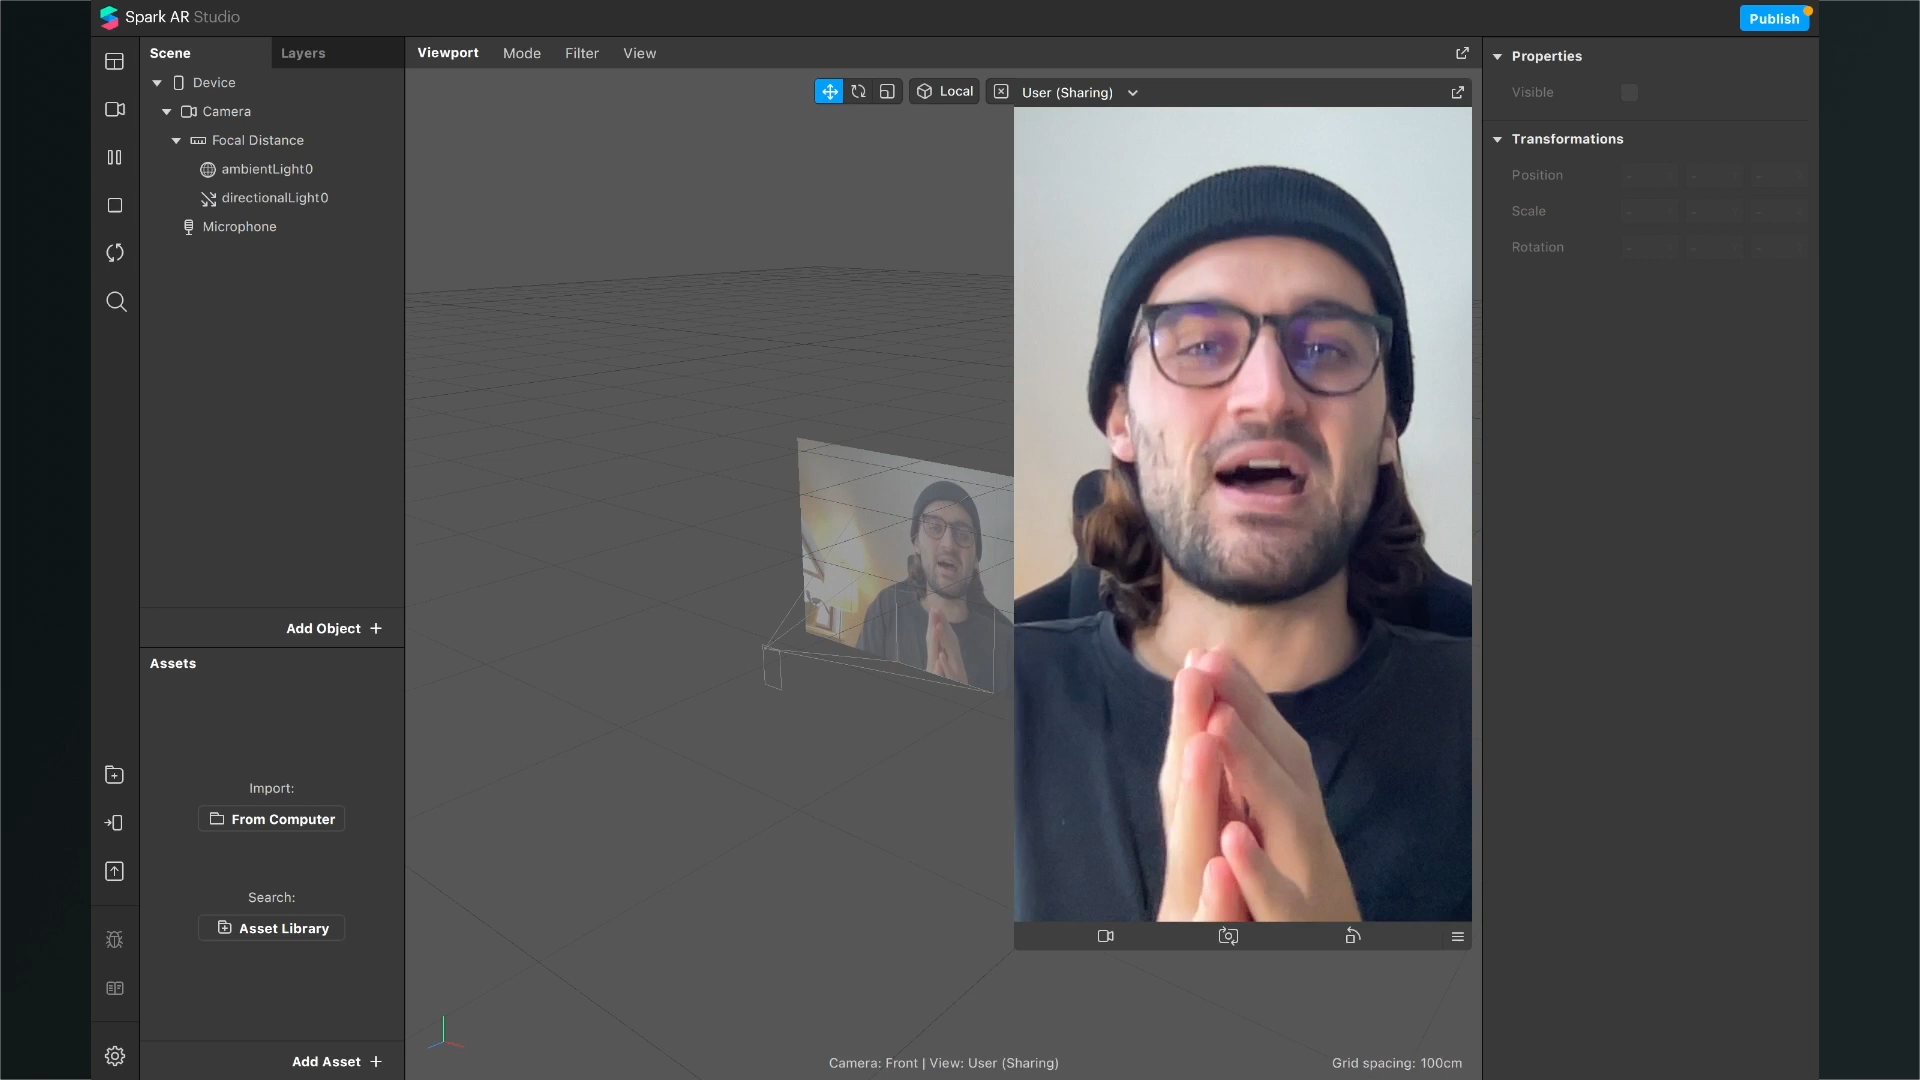 Spark AR Studio
Publish
Scene
Layers
Device
Camera
Focal Distance
ambientLight0
directionalLight0
Microphone
Add Object +
Assets
Import:
From Computer
Search:
Asset Library
Add Asset +
Viewport
Mode
Filter
View
Local
User (Sharing)
Camera: Front | View: User (Sharing)
Grid spacing: 100cm
Properties
Visible
Transformations
Position
Scale
Rotation